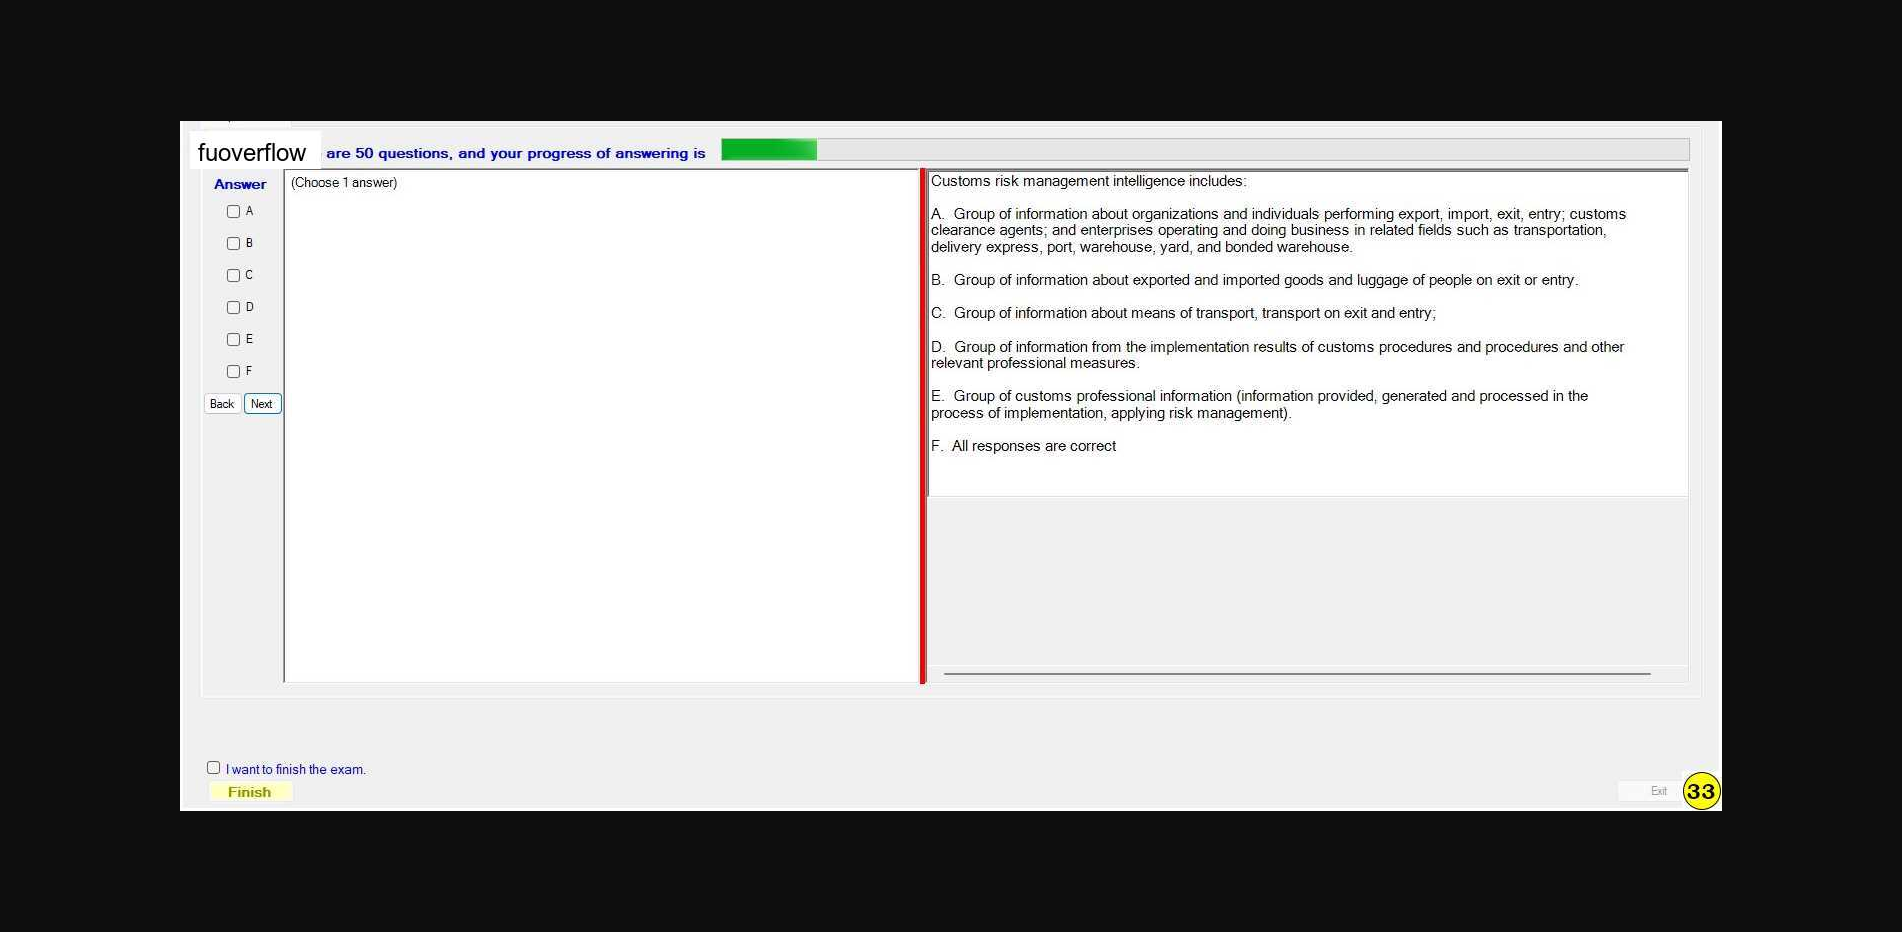 fuoverflow are 50 questions, and your progress of answering is
Answer
(Choose 1 answer)
A
B
C
D
E
F
Back Next
Customs risk management intelligence includes:
A. Group of information about organizations and individuals performing export, import, exit, entry; customs
clearance agents; and enterprises operating and doing business in related fields such as transportation,
delivery express, port, warehouse, yard, and bonded warehouse.
B. Group of information about exported and imported goods and luggage of people on exit or entry.
C. Group of information about means of transport, transport on exit and entry;
D. Group of information from the implementation results of customs procedures and procedures and other
relevant professional measures.
E. Group of customs professional information (information provided, generated and processed in the
process of implementation, applying risk management).
F. All responses are correct
I want to finish the exam.
Finish
Exit
33